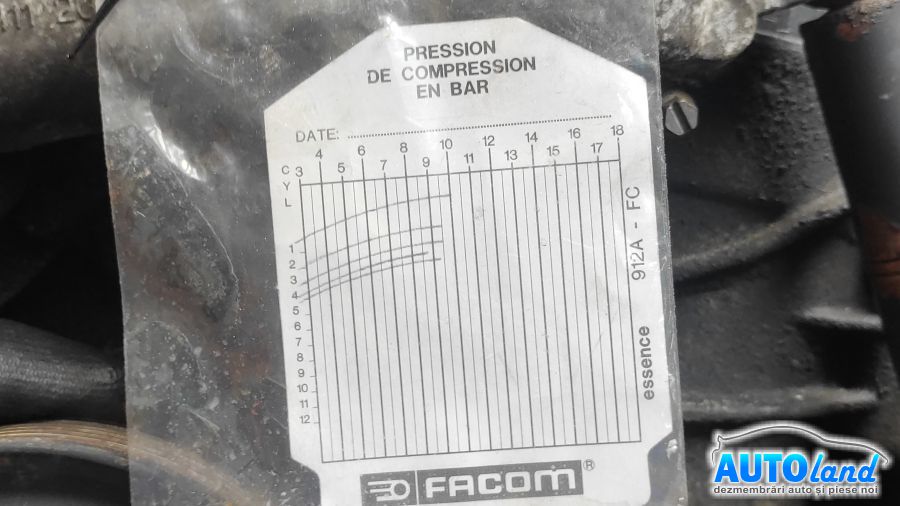 PRESSION
DE COMPRESSION
EN BAR
DATE:
4 6 8 10 12 14 16 18
3 5 7 9 11 13 15 17
CYL
1
2
3
4
5
6
7
8
9
10
11
12
912A - FC
essence
FACOM®
AUTOland
dezmembrări auto și piese noi